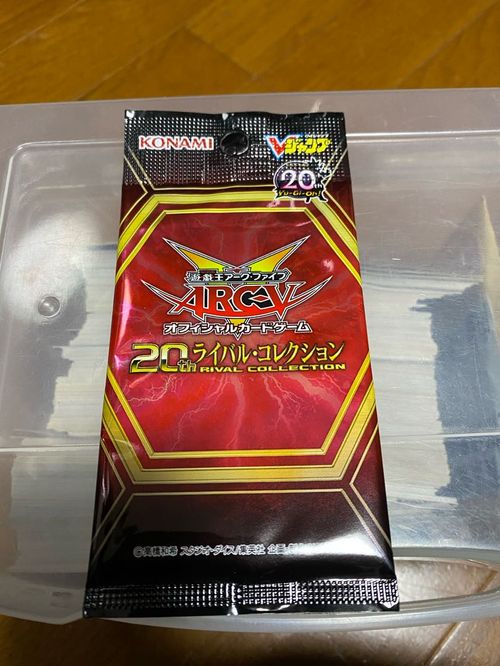 KONAMI
Vジャンプ
20th
Yu-Gi-Oh!
遊戯王アーク・ファイブ
ARC-V
オフィシャルカードゲーム
20th ライバル・コレクション
RIVAL COLLECTION
©高橋和希 スタジオ・ダイス/集英社 企画